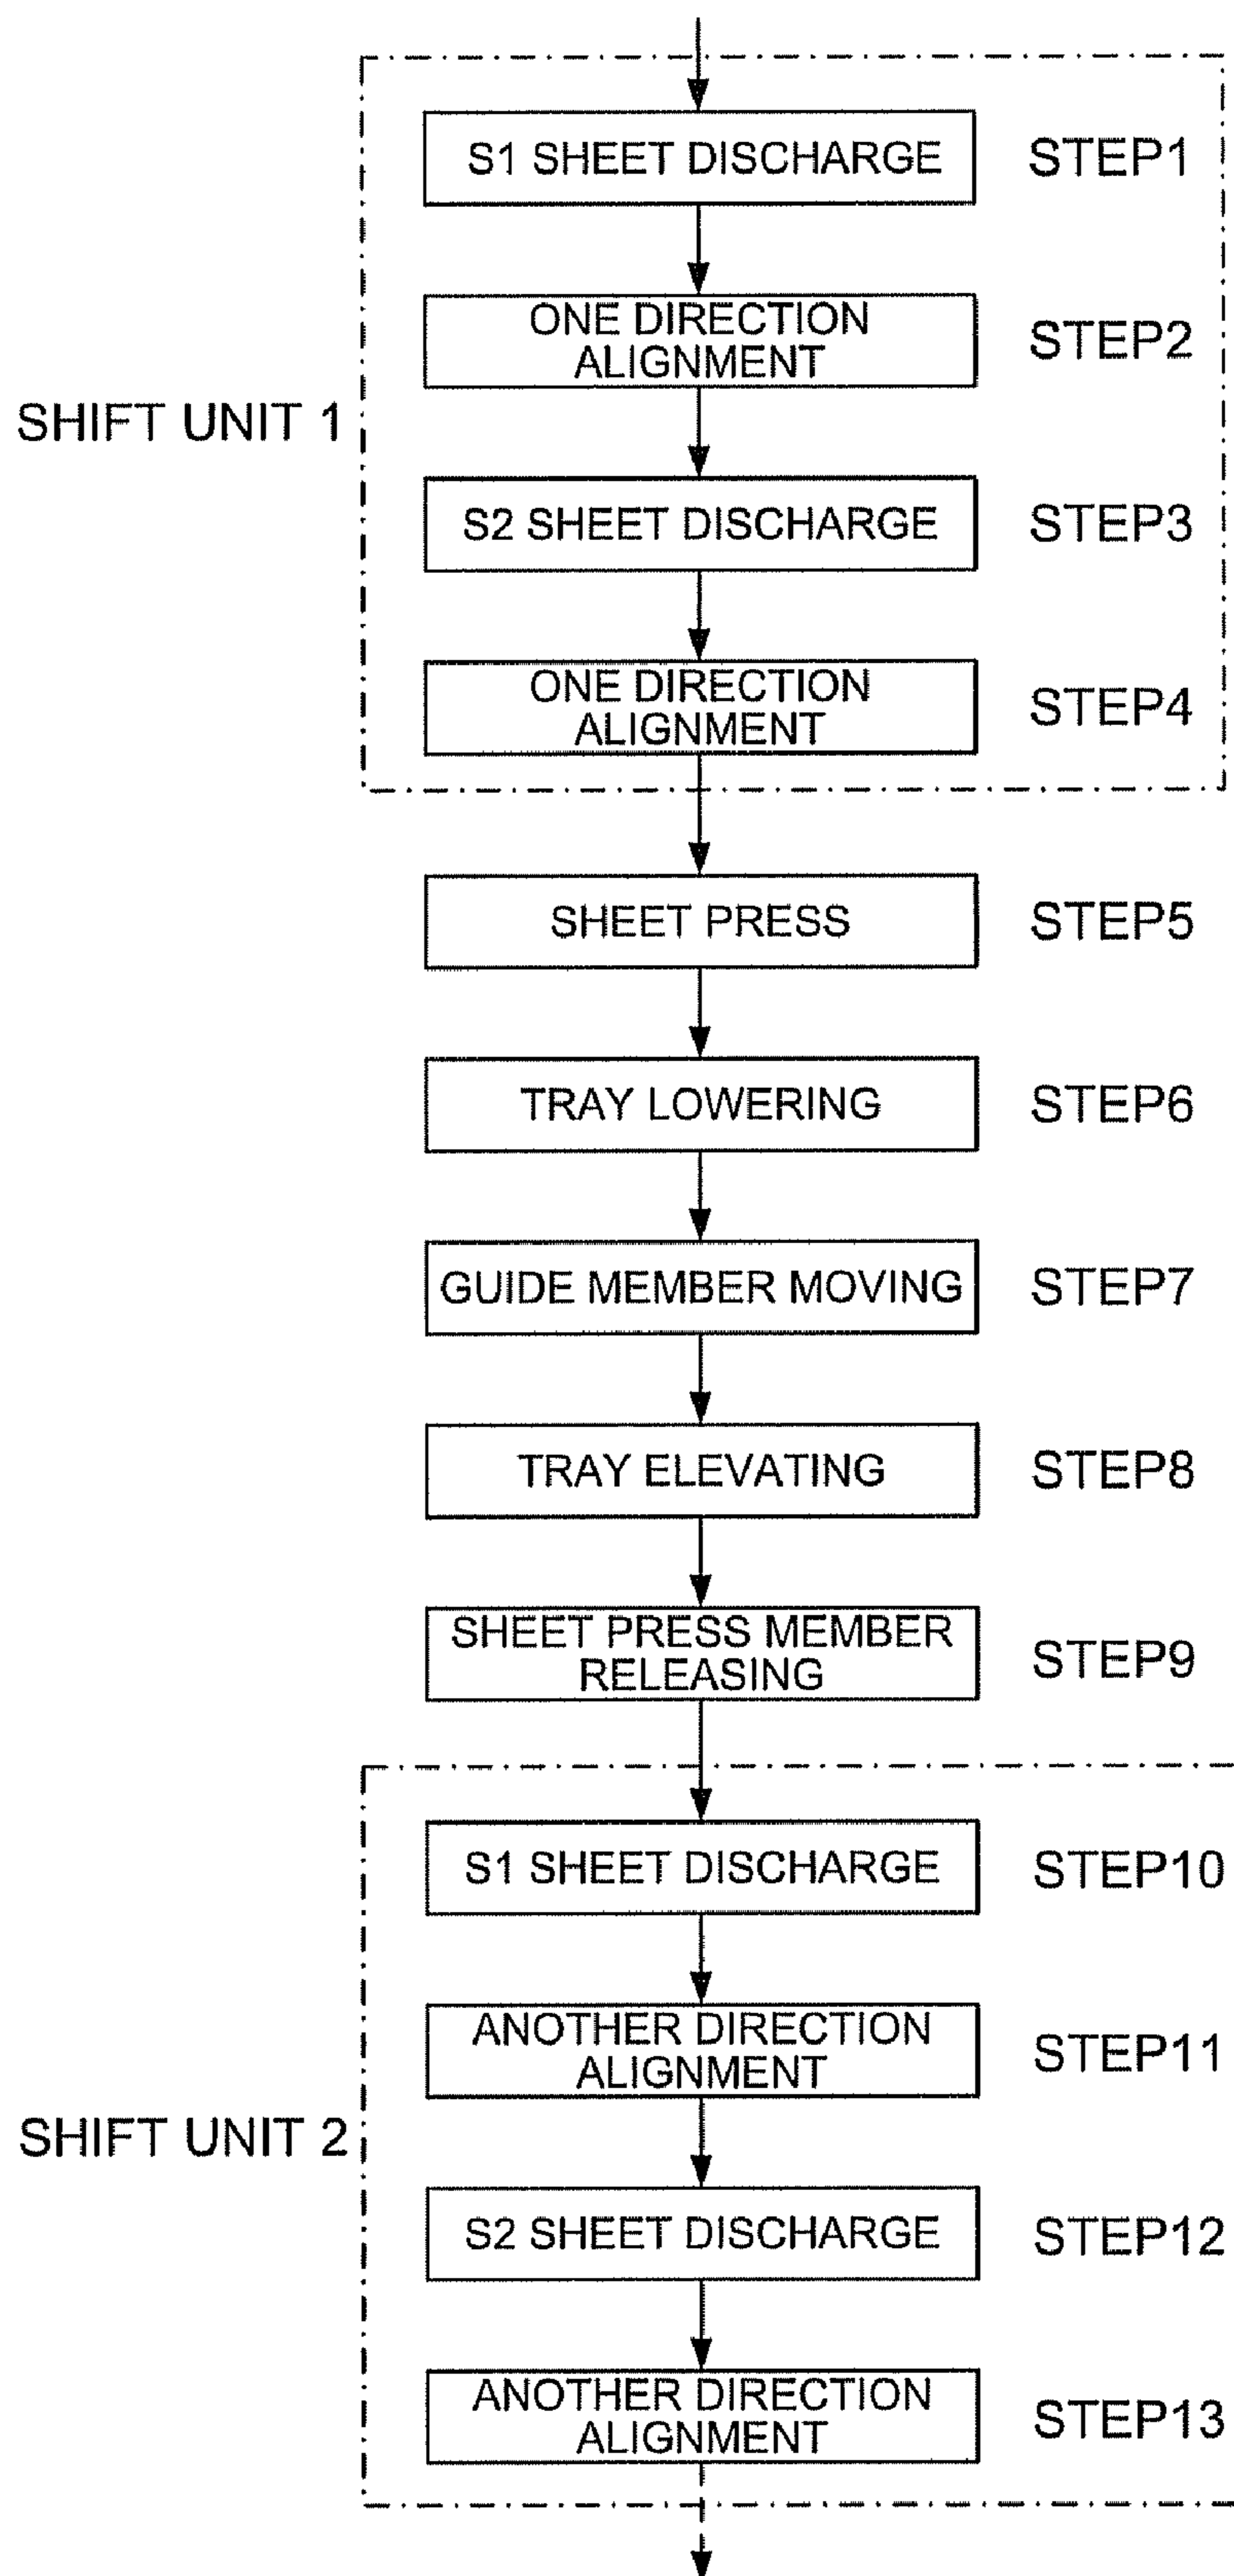 S1 SHEET DISCHARGE STEP1
ONE DIRECTION
ALIGNMENT
STEP2
SHIFT UNIT 1
S2 SHEET DISCHARGE STEP3
ONE DIRECTION
ALIGNMENT
STEP4
SHEET PRESS STEP5
TRAY LOWERING STEP6
GUIDE MEMBER MOVING STEP7
TRAY ELEVATING STEP8
SHEET PRESS MEMBER
RELEASING
STEP9
S1 SHEET DISCHARGE STEP10
ANOTHER DIRECTION
ALIGNMENT
STEP11
SHIFT UNIT 2
S2 SHEET DISCHARGE STEP12
ANOTHER DIRECTION
ALIGNMENT
STEP13